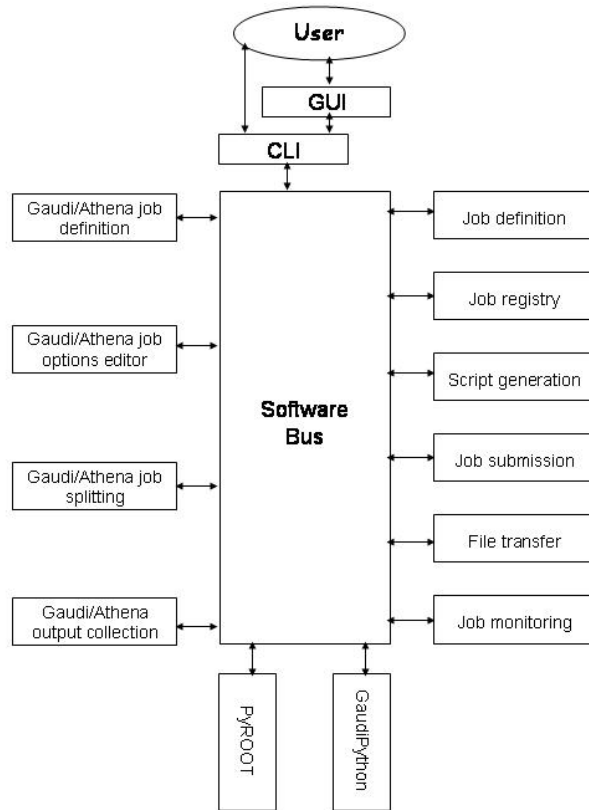 User
GUI
CLI
Gaudi/Athena job
definition
Gaudi/Athena job
options editor
Gaudi/Athena job
splitting
Gaudi/Athena
output collection
Software
Bus
Job definition
Job registry
Script generation
Job submission
File transfer
Job monitoring
PyROOT
GaudiPython